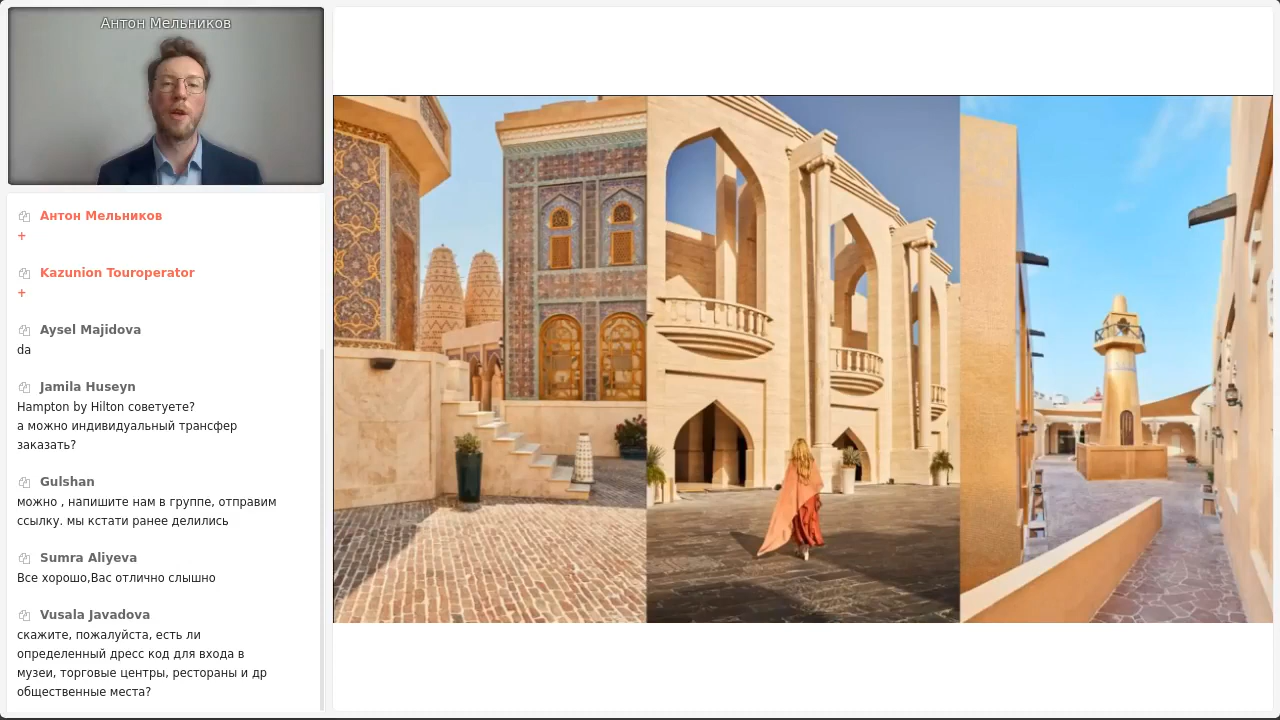 Антон Мельников
Антон Мельников
+
Kazunion Touroperator
+
Aysel Majidova
da
Jamila Huseyn
Hampton by Hilton советуете?
а можно индивидуальный трансфер
заказать?
Gulshan
можно , напишите нам в группе, отправим
ссылку. мы кстати ранее делились
Sumra Aliyeva
Все хорошо,Вас отлично слышно
Vusala Javadova
скажите, пожалуйста, есть ли
определенный дресс код для входа в
музеи, торговые центры, рестораны и др
общественные места?